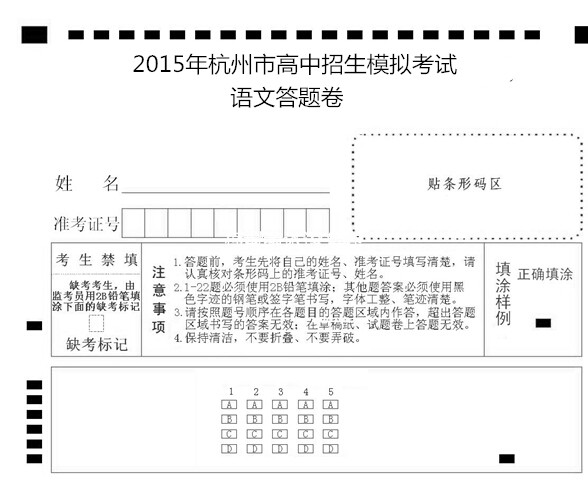 2015年杭州市高中招生模拟考试
语文答题卷
姓 名
贴条形码区
准考证号
考 生 禁 填
缺考考生，由
监考员用2B铅笔填
涂下面的缺考标记
缺考标记
注意事项
1.答题前，考生先将自己的姓名、准考证号填写清楚，请
认真核对条形码上的准考证号、姓名。
2.1-22题必须使用2B铅笔填涂；其他题答案必须使用黑
色字迹的钢笔或签字笔书写，字体工整、笔迹清楚。
3.请按照题号顺序在各题目的答题区域内作答，超出答题
区域书写的答案无效；在草稿纸、试题卷上答题无效。
4.保持清洁，不要折叠、不要弄破。
填涂样例
正确填涂
1 2 3 4 5
A A A A A
B B B B B
C C C C C
D D D D D